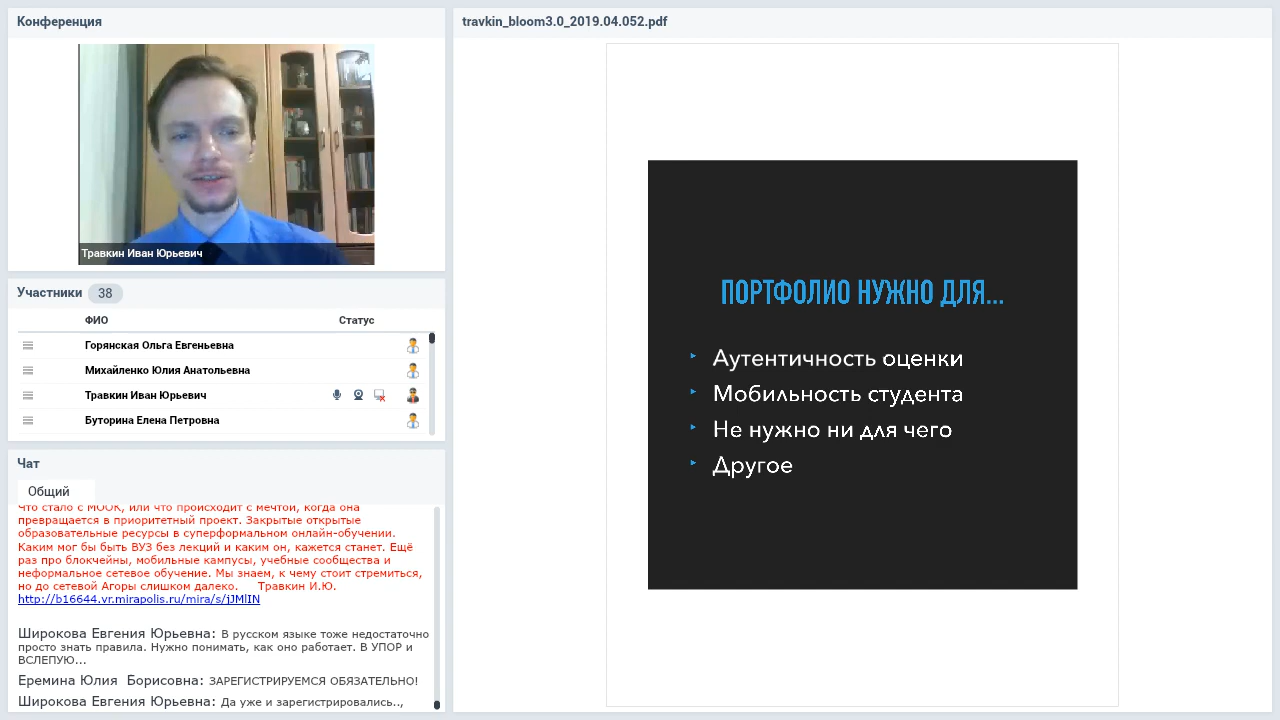 Конференция
Травкин Иван Юрьевич
Участники 38
ФИО Статус
Горянская Ольга Евгеньевна
Михайленко Юлия Анатольевна
Травкин Иван Юрьевич
Буторина Елена Петровна
Чат
Общий
Что стало с МООК, или что происходит с мечтой, когда она
превращается в приоритетный проект. Закрытые открытые
образовательные ресурсы в суперформальном онлайн-обучении.
Каким мог бы быть ВУЗ без лекций и каким он, кажется станет. Ещё
раз про блокчейны, мобильные кампусы, учебные сообщества и
неформальное сетевое обучение. Мы знаем, к чему стоит стремиться,
но до сетевой Агоры слишком далеко. Травкин И.Ю.
http://b16644.vr.mirapolis.ru/mira/s/jJMlIN
Широкова Евгения Юрьевна: В русском языке тоже недостаточно
просто знать правила. Нужно понимать, как оно работает. В УПОР и
ВСЛЕПУЮ...
Еремина Юлия Борисовна: ЗАРЕГИСТРИРУЕМСЯ ОБЯЗАТЕЛЬНО!
Широкова Евгения Юрьевна: Да уже и зарегистрировались..,
travkin_bloom3.0_2019.04.052.pdf
ПОРТФОЛИО НУЖНО ДЛЯ...
Аутентичность оценки
Мобильность студента
Не нужно ни для чего
Другое